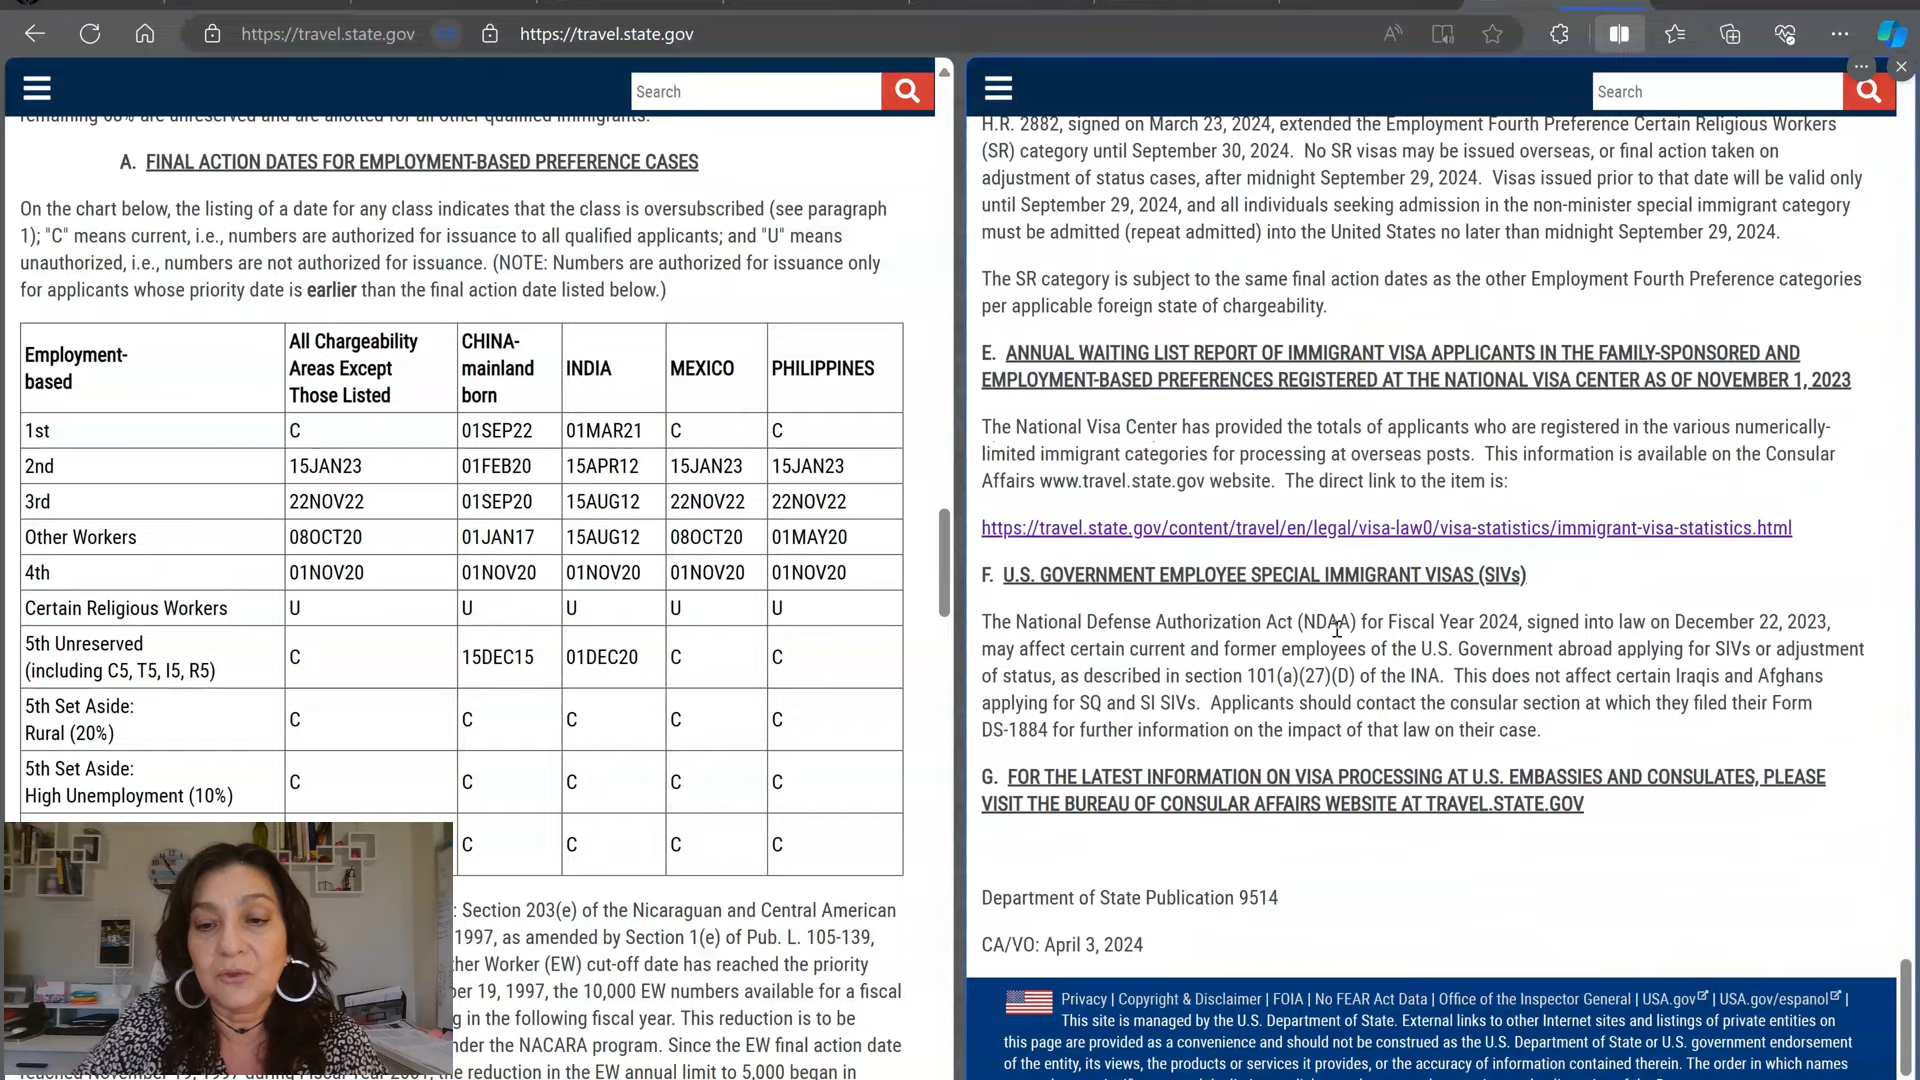 https://travel.state.gov
https://travel.state.gov
Search
remaining 68% are unreserved and are allotted for all other qualified immigrants.
A. FINAL ACTION DATES FOR EMPLOYMENT-BASED PREFERENCE CASES
On the chart below, the listing of a date for any class indicates that the class is oversubscribed (see paragraph
1); "C" means current, i.e., numbers are authorized for issuance to all qualified applicants; and "U" means
unauthorized, i.e., numbers are not authorized for issuance. (NOTE: Numbers are authorized for issuance only
for applicants whose priority date is earlier than the final action date listed below.)
Employment-based All Chargeability Areas Except Those Listed CHINA-mainland born INDIA MEXICO PHILIPPINES
1st C 01SEP22 01MAR21 C C
2nd 15JAN23 01FEB20 15APR12 15JAN23 15JAN23
3rd 22NOV22 01SEP20 15AUG12 22NOV22 22NOV22
Other Workers 08OCT20 01JAN17 15AUG12 08OCT20 01MAY20
4th 01NOV20 01NOV20 01NOV20 01NOV20 01NOV20
Certain Religious Workers U U U U U
5th Unreserved (including C5, T5, I5, R5) C 15DEC15 01DEC20 C C
5th Set Aside: Rural (20%) C C C C C
5th Set Aside: High Unemployment (10%) C C C C C
C C C C
: Section 203(e) of the Nicaraguan and Central American
1997, as amended by Section 1(e) of Pub. L. 105-139,
her Worker (EW) cut-off date has reached the priority
er 19, 1997, the 10,000 EW numbers available for a fiscal
g in the following fiscal year. This reduction is to be
nder the NACARA program. Since the EW final action date
reduction in the EW annual limit to 5,000 began in
Search
H.R. 2882, signed on March 23, 2024, extended the Employment Fourth Preference Certain Religious Workers
(SR) category until September 30, 2024. No SR visas may be issued overseas, or final action taken on
adjustment of status cases, after midnight September 29, 2024. Visas issued prior to that date will be valid only
until September 29, 2024, and all individuals seeking admission in the non-minister special immigrant category
must be admitted (repeat admitted) into the United States no later than midnight September 29, 2024.
The SR category is subject to the same final action dates as the other Employment Fourth Preference categories
per applicable foreign state of chargeability.
E. ANNUAL WAITING LIST REPORT OF IMMIGRANT VISA APPLICANTS IN THE FAMILY-SPONSORED AND
EMPLOYMENT-BASED PREFERENCES REGISTERED AT THE NATIONAL VISA CENTER AS OF NOVEMBER 1, 2023
The National Visa Center has provided the totals of applicants who are registered in the various numerically-
limited immigrant categories for processing at overseas posts. This information is available on the Consular
Affairs www.travel.state.gov website. The direct link to the item is:
https://travel.state.gov/content/travel/en/legal/visa-law0/visa-statistics/immigrant-visa-statistics.html
F. U.S. GOVERNMENT EMPLOYEE SPECIAL IMMIGRANT VISAS (SIVs)
The National Defense Authorization Act (NDAA) for Fiscal Year 2024, signed into law on December 22, 2023,
may affect certain current and former employees of the U.S. Government abroad applying for SIVs or adjustment
of status, as described in section 101(a)(27)(D) of the INA. This does not affect certain Iraqis and Afghans
applying for SQ and SI SIVs. Applicants should contact the consular section at which they filed their Form
DS-1884 for further information on the impact of that law on their case.
G. FOR THE LATEST INFORMATION ON VISA PROCESSING AT U.S. EMBASSIES AND CONSULATES, PLEASE
VISIT THE BUREAU OF CONSULAR AFFAIRS WEBSITE AT TRAVEL.STATE.GOV
Department of State Publication 9514
CA/VO: April 3, 2024
Privacy | Copyright & Disclaimer | FOIA | No FEAR Act Data | Office of the Inspector General | USA.gov | USA.gov/espanol |
This site is managed by the U.S. Department of State. External links to other Internet sites and listings of private entities on
this page are provided as a convenience and should not be construed as the U.S. Department of State or U.S. government endorsement
of the entity, its views, the products or services it provides, or the accuracy of information contained therein. The order in which names